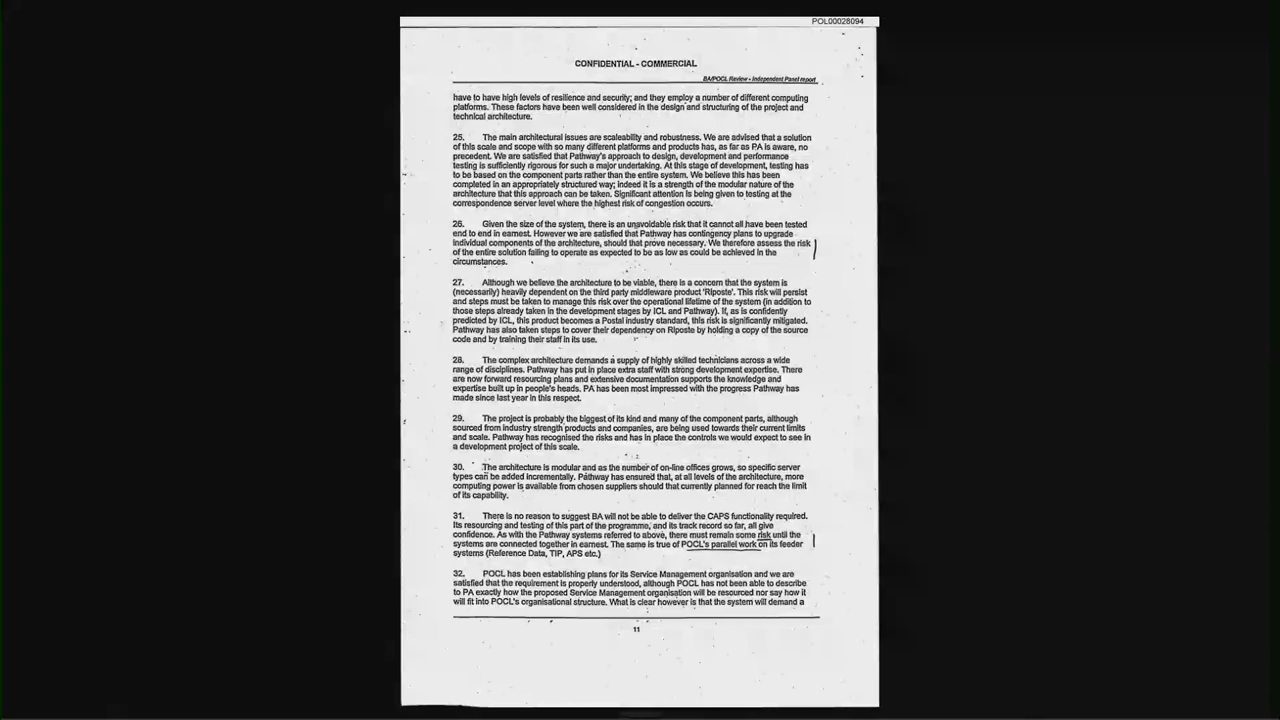 POL00028094
CONFIDENTIAL - COMMERCIAL
BA/POCL Review - Independent Panel report
have to have high levels of resilience and security; and they employ a number of different computing
platforms. These factors have been well considered in the design and structuring of the project and
technical architecture.
25. The main architectural issues are scaleability and robustness. We are advised that a solution
of this scale and scope with so many different platforms and products has, as far as PA is aware, no
precedent. We are satisfied that Pathway's approach to design, development and performance
testing is sufficiently rigorous for such a major undertaking. At this stage of development, testing has
to be based on the component parts rather than the entire system. We believe this has been
completed in an appropriately structured way; indeed it is a strength of the modular nature of the
architecture that this approach can be taken. Significant attention is being given to testing at the
correspondence server level where the highest risk of congestion occurs.
26. Given the size of the system, there is an unavoidable risk that it cannot all have been tested
end to end in earnest. However we are satisfied that Pathway has contingency plans to upgrade
individual components of the architecture, should that prove necessary. We therefore assess the risk
of the entire solution failing to operate as expected to be as low as could be achieved in the
circumstances.
27. Although we believe the architecture to be viable, there is a concern that the system is
(necessarily) heavily dependent on the third party middleware product 'Riposte'. This risk will persist
and steps must be taken to manage this risk over the operational lifetime of the system (in addition to
those steps already taken in the development stages by ICL and Pathway). If, as is confidently
predicted by ICL, this product becomes a Postal industry standard, this risk is significantly mitigated.
Pathway has also taken steps to cover their dependency on Riposte by holding a copy of the source
code and by training their staff in its use.
28. The complex architecture demands a supply of highly skilled technicians across a wide
range of disciplines. Pathway has put in place extra staff with strong development expertise. There
are now forward resourcing plans and extensive documentation supports the knowledge and
expertise built up in people's heads. PA has been most impressed with the progress Pathway has
made since last year in this respect.
29. The project is probably the biggest of its kind and many of the component parts, although
sourced from industry strength products and companies, are being used towards their current limits
and scale. Pathway has recognised the risks and has in place the controls we would expect to see in
a development project of this scale.
30. The architecture is modular and as the number of on-line offices grows, so specific server
types can be added incrementally. Pathway has ensured that, at all levels of the architecture, more
computing power is available from chosen suppliers should that currently planned for reach the limit
of its capability.
31. There is no reason to suggest BA will not be able to deliver the CAPS functionality required.
Its resourcing and testing of this part of the programme, and its track record so far, all give
confidence. As with the Pathway systems referred to above, there must remain some risk until the
systems are connected together in earnest. The same is true of POCL's parallel work on its feeder
systems (Reference Data, TIP, APS etc.)
32. POCL has been establishing plans for its Service Management organisation and we are
satisfied that the requirement is properly understood, although POCL has not been able to describe
to PA exactly how the proposed Service Management organisation will be resourced nor say how it
will fit into POCL's organisational structure. What is clear however is that the system will demand a
11